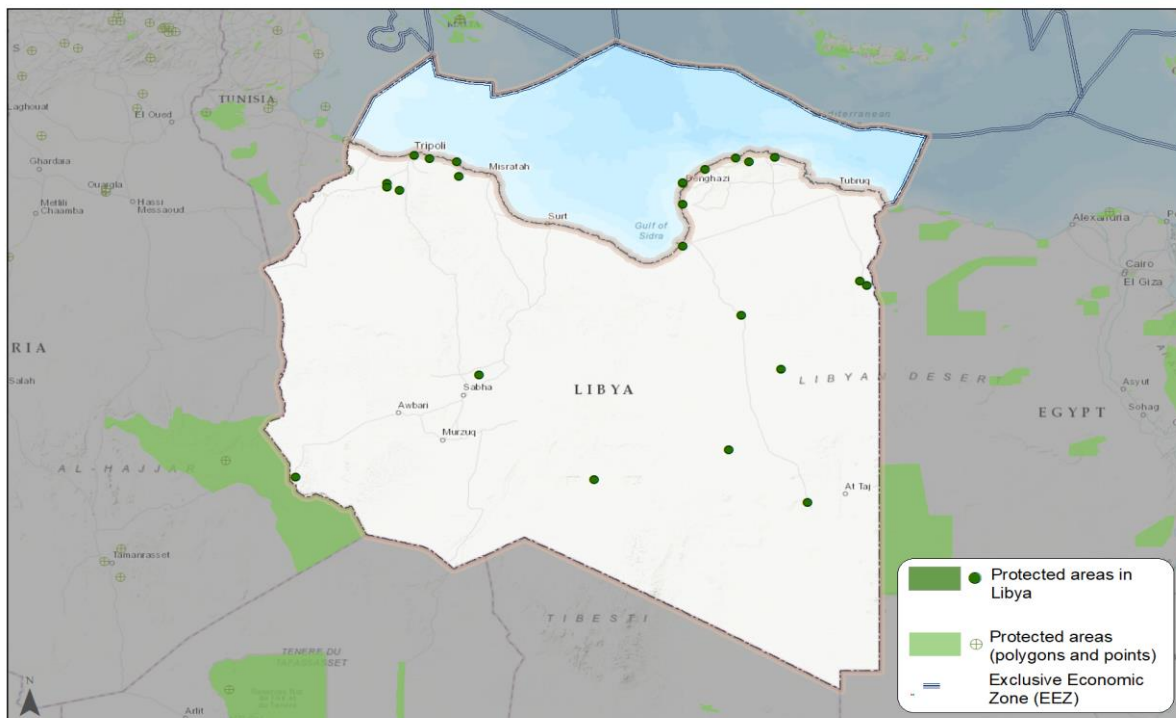 MALTA
S
TUNISIA
Laghouat
El Oued
Mediterranean
Tripoli
Ghardaia
Misratah
Ouargla
Benghazi
Tubruq
Metlili
Chaamba
Hassi
Messaoud
Surt
Gulf of
Sidra
Alexandria
Cairo
El Giza
RIA
Salah
Sabha
LIBYA
LIBYAN DESERT
Asyut
Awbari
EGYPT
Sohag
Murzuq
AL-HAJJAR
At Taj
Tamanrasset
TIBESTI
TENERE DU
TAFASSASSET
N
Arlit
Protected areas in
Libya
Protected areas
(polygons and points)
Exclusive Economic
Zone (EEZ)